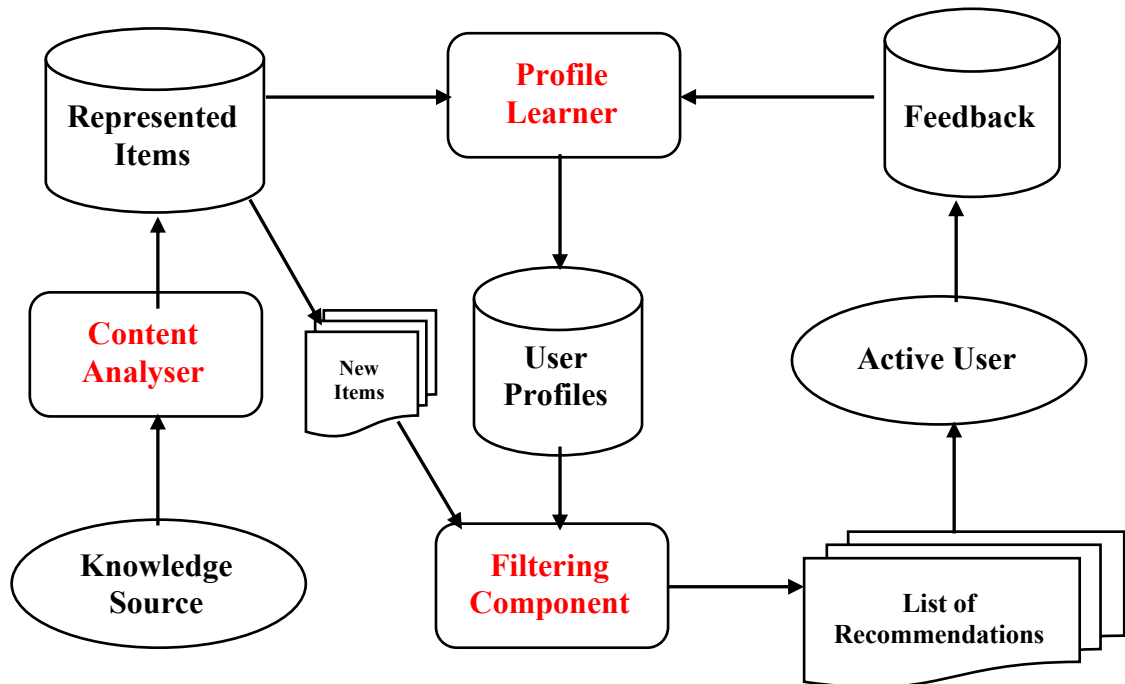 Represented
Items
Profile
Learner
Feedback
Content
Analyser
New
Items
User
Profiles
Active User
Knowledge
Source
Filtering
Component
List of
Recommendations